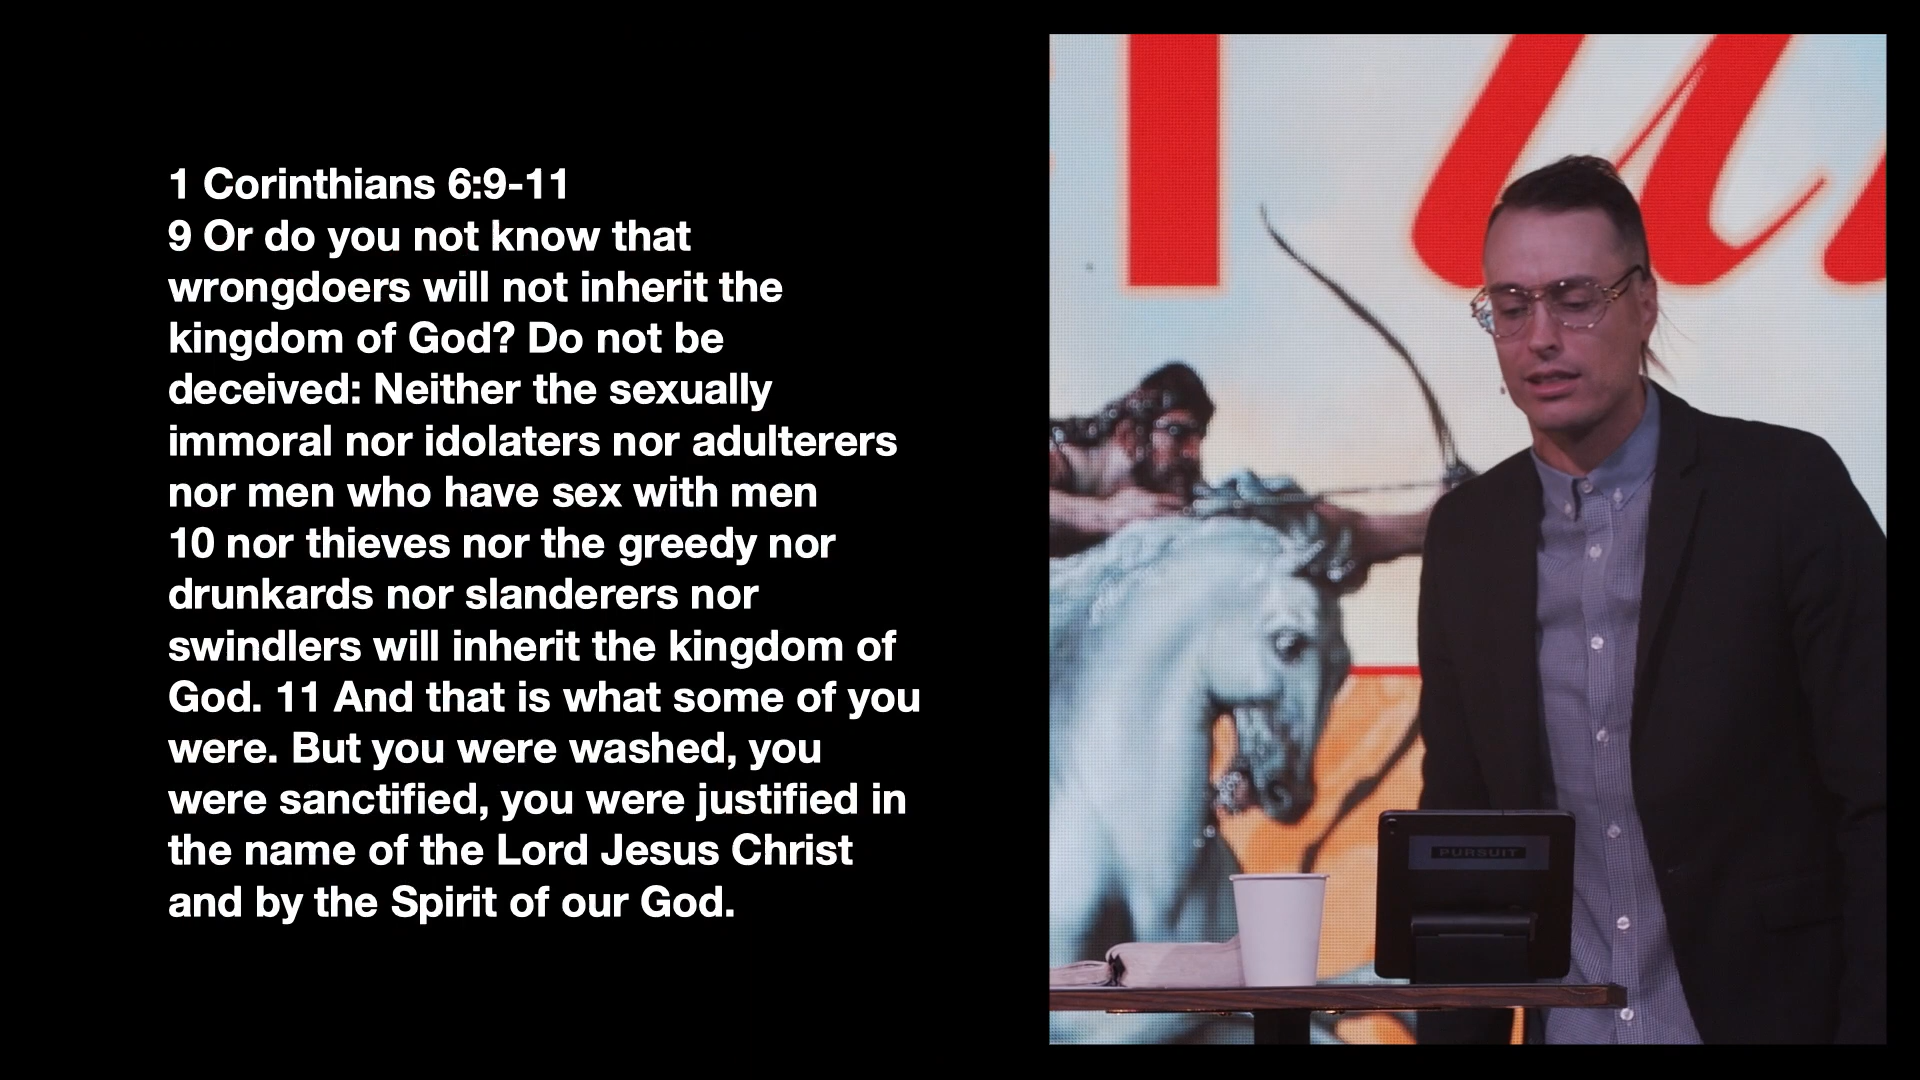 1 Corinthians 6:9-11
9 Or do you not know that
wrongdoers will not inherit the
kingdom of God? Do not be
deceived: Neither the sexually
immoral nor idolaters nor adulterers
nor men who have sex with men
10 nor thieves nor the greedy nor
drunkards nor slanderers nor
swindlers will inherit the kingdom of
God. 11 And that is what some of you
were. But you were washed, you
were sanctified, you were justified in
the name of the Lord Jesus Christ
and by the Spirit of our God.
PURSUIT